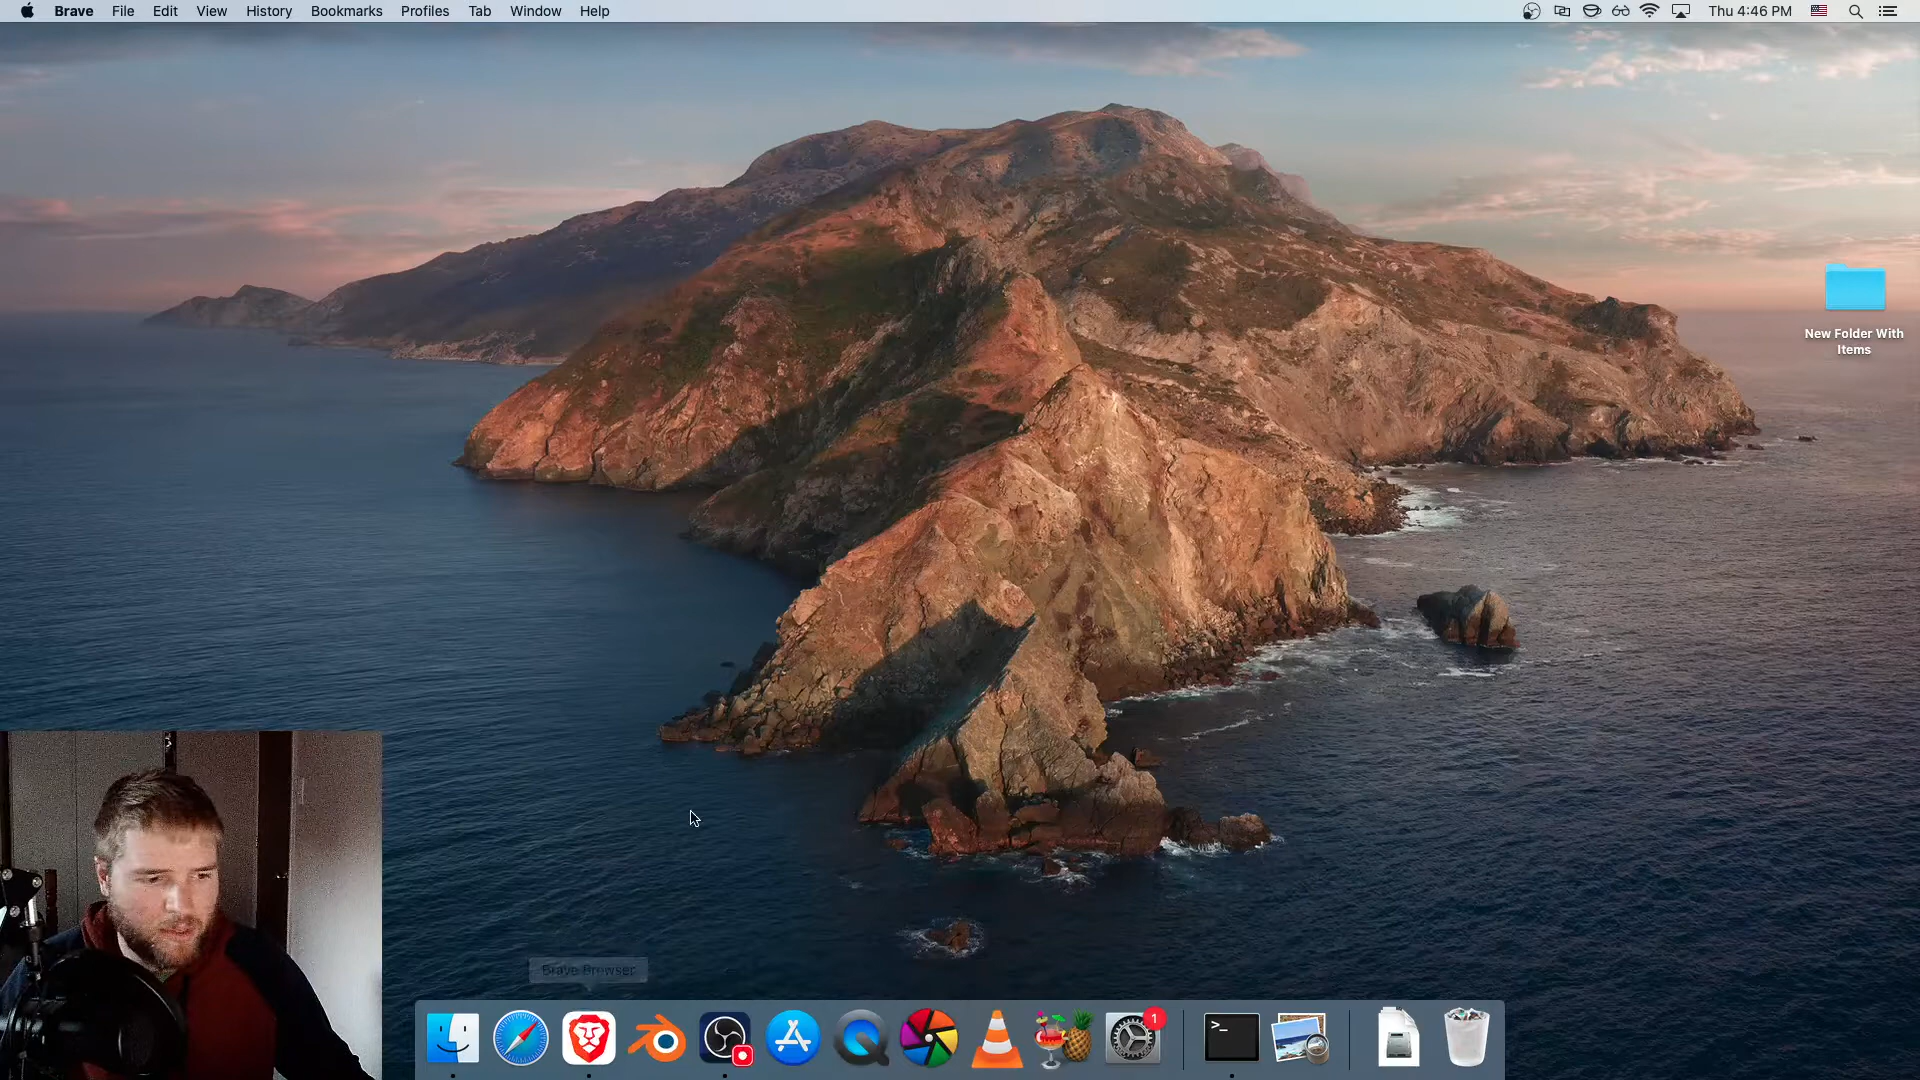 Brave File Edit View History Bookmarks Profiles Tab Window Help
Thu 4:46 PM
New Folder With
Items
Brave Browser
1
>_